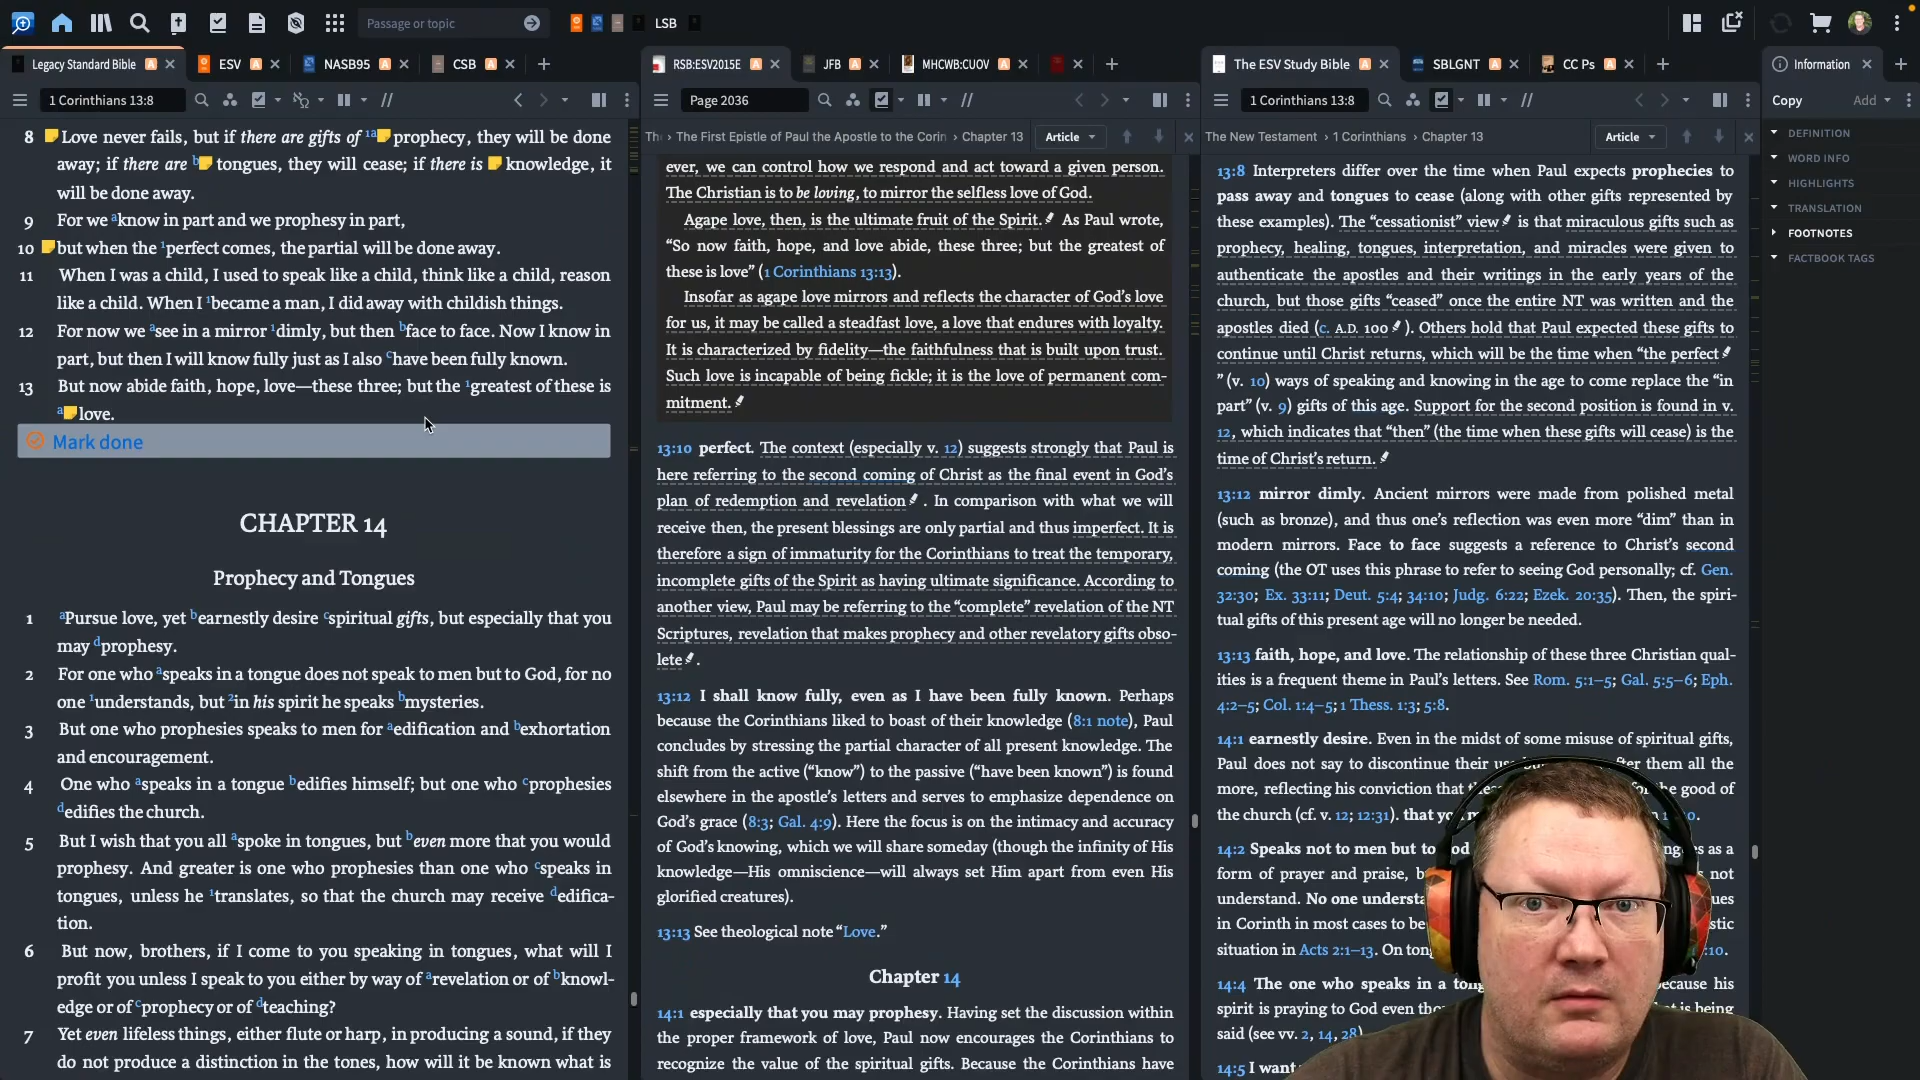 Passage or topic
LSB
Legacy Standard Bible A
ESV A
NASB95 A
CSB A
RSB:ESV2015E A
JFB A
MHCWB:CUOV A
A
The ESV Study Bible A
SBLGNT A
CC Ps A
Information
1 Corinthians 13:8
Page 2036
1 Corinthians 13:8
Copy
Add
8 Love never fails, but if there are gifts of 1a prophecy, they will be done
away; if there are b tongues, they will cease; if there is knowledge, it
will be done away.
9 For we aknow in part and we prophesy in part,
10 but when the 1perfect comes, the partial will be done away.
11 When I was a child, I used to speak like a child, think like a child, reason
like a child. When I 1became a man, I did away with childish things.
12 For now we asee in a mirror 1dimly, but then bface to face. Now I know in
part, but then I will know fully just as I also chave been fully known.
13 But now abide faith, hope, love—these three; but the 1greatest of these is
a love.
Mark done
CHAPTER 14
Prophecy and Tongues
1 aPursue love, yet bearnestly desire cspiritual gifts, but especially that you
may dprophesy.
2 For one who aspeaks in a tongue does not speak to men but to God, for no
one 1understands, but 2in his spirit he speaks bmysteries.
3 But one who prophesies speaks to men for aedification and bexhortation
and encouragement.
4 One who aspeaks in a tongue bedifies himself; but one who cprophesies
dedifies the church.
5 But I wish that you all aspoke in tongues, but beven more that you would
prophesy. And greater is one who prophesies than one who cspeaks in
tongues, unless he 1translates, so that the church may receive dedifica-
tion.
6 But now, brothers, if I come to you speaking in tongues, what will I
profit you unless I speak to you either by way of arevelation or of bknowl-
edge or of cprophecy or of dteaching?
7 Yet even lifeless things, either flute or harp, in producing a sound, if they
do not produce a distinction in the tones, how will it be known what is
› The First Epistle of Paul the Apostle to the Corin › Chapter 13
Article
ever, we can control how we respond and act toward a given person.
The Christian is to be loving, to mirror the selfless love of God.
Agape love, then, is the ultimate fruit of the Spirit. As Paul wrote,
“So now faith, hope, and love abide, these three; but the greatest of
these is love” (1 Corinthians 13:13).
Insofar as agape love mirrors and reflects the character of God’s love
for us, it may be called a steadfast love, a love that endures with loyalty.
It is characterized by fidelity—the faithfulness that is built upon trust.
Such love is incapable of being fickle; it is the love of permanent com-
mitment.
13:10 perfect. The context (especially v. 12) suggests strongly that Paul is
here referring to the second coming of Christ as the final event in God’s
plan of redemption and revelation . In comparison with what we will
receive then, the present blessings are only partial and thus imperfect. It is
therefore a sign of immaturity for the Corinthians to treat the temporary,
incomplete gifts of the Spirit as having ultimate significance. According to
another view, Paul may be referring to the “complete” revelation of the NT
Scriptures, revelation that makes prophecy and other revelatory gifts obso-
lete .
13:12 I shall know fully, even as I have been fully known. Perhaps
because the Corinthians liked to boast of their knowledge (8:1 note), Paul
concludes by stressing the partial character of all present knowledge. The
shift from the active (“know”) to the passive (“have been known”) is found
elsewhere in the apostle’s letters and serves to emphasize dependence on
God’s grace (8:3; Gal. 4:9). Here the focus is on the intimacy and accuracy
of God’s knowing, which we will share someday (though the infinity of His
knowledge—His omniscience—will always set Him apart from even His
glorified creatures).
13:13 See theological note “Love.”
Chapter 14
14:1 especially that you may prophesy. Having set the discussion within
the proper framework of love, Paul now encourages the Corinthians to
recognize the value of the spiritual gifts. Because the Corinthians have
The New Testament › 1 Corinthians › Chapter 13
Article
13:8 Interpreters differ over the time when Paul expects prophecies to
pass away and tongues to cease (along with other gifts represented by
these examples). The “cessationist” view is that miraculous gifts such as
prophecy, healing, tongues, interpretation, and miracles were given to
authenticate the apostles and their writings in the early years of the
church, but those gifts “ceased” once the entire NT was written and the
apostles died (c. A.D. 100 ). Others hold that Paul expected these gifts to
continue until Christ returns, which will be the time when “the perfect
” (v. 10) ways of speaking and knowing in the age to come replace the “in
part” (v. 9) gifts of this age. Support for the second position is found in v.
12, which indicates that “then” (the time when these gifts will cease) is the
time of Christ’s return.
13:12 mirror dimly. Ancient mirrors were made from polished metal
(such as bronze), and thus one’s reflection was even more “dim” than in
modern mirrors. Face to face suggests a reference to Christ’s second
coming (the OT uses this phrase to refer to seeing God personally; cf. Gen.
32:30; Ex. 33:11; Deut. 5:4; 34:10; Judg. 6:22; Ezek. 20:35). Then, the spiri-
tual gifts of this present age will no longer be needed.
13:13 faith, hope, and love. The relationship of these three Christian qual-
ities is a frequent theme in Paul’s letters. See Rom. 5:1–5; Gal. 5:5–6; Eph.
4:2–5; Col. 1:4–5; 1 Thess. 1:3; 5:8.
14:1 earnestly desire. Even in the midst of some misuse of spiritual gifts,
Paul does not say to discontinue their all the
more, reflecting his conviction that for the good of
the church (cf. v. 12; 12:31). that
14:2 Speaks not to men but to God as a
form of prayer and praise, not
understand. No one
in Corinth in most cases to be
situation in Acts 2:1–13. On :10.
14:4 The one who speaks in a because his
spirit is praying to God even is being
said (see vv. 2, 14, 28)
14:5 I want
DEFINITION
WORD INFO
HIGHLIGHTS
TRANSLATION
FOOTNOTES
FACTBOOK TAGS